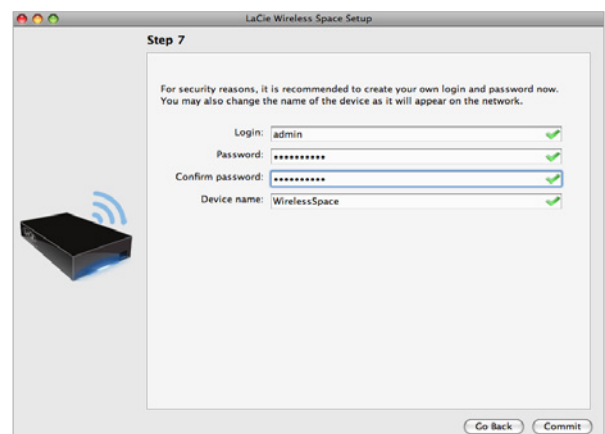 LaCie Wireless Space Setup
Step 7
For security reasons, it is recommended to create your own login and password now.
You may also change the name of the device as it will appear on the network.
Login: admin
Password: ••••••••••
Confirm password: ••••••••••
Device name: WirelessSpace
Go Back Commit